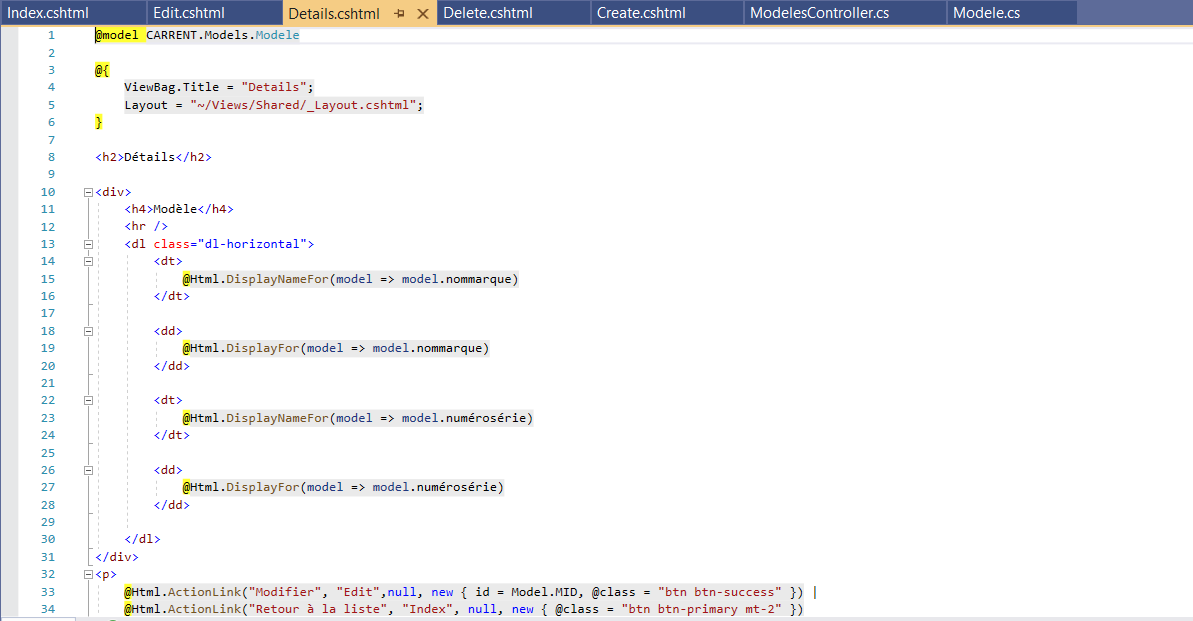 Index.cshtml Edit.cshtml Details.cshtml Delete.cshtml Create.cshtml ModelesController.cs Modele.cs
1 @model CARRENT.Models.Modele
2
3 @{
4 ViewBag.Title = "Details";
5 Layout = "~/Views/Shared/_Layout.cshtml";
6 }
7
8 <h2>Détails</h2>
9
10 <div>
11 <h4>Modèle</h4>
12 <hr />
13 <dl class="dl-horizontal">
14 <dt>
15 @Html.DisplayNameFor(model => model.nommarque)
16 </dt>
17
18 <dd>
19 @Html.DisplayFor(model => model.nommarque)
20 </dd>
21
22 <dt>
23 @Html.DisplayNameFor(model => model.numérosérie)
24 </dt>
25
26 <dd>
27 @Html.DisplayFor(model => model.numérosérie)
28 </dd>
29
30 </dl>
31 </div>
32 <p>
33 @Html.ActionLink("Modifier", "Edit",null, new { id = Model.MID, @class = "btn btn-success" }) |
34 @Html.ActionLink("Retour à la liste", "Index", null, new { @class = "btn btn-primary mt-2" })